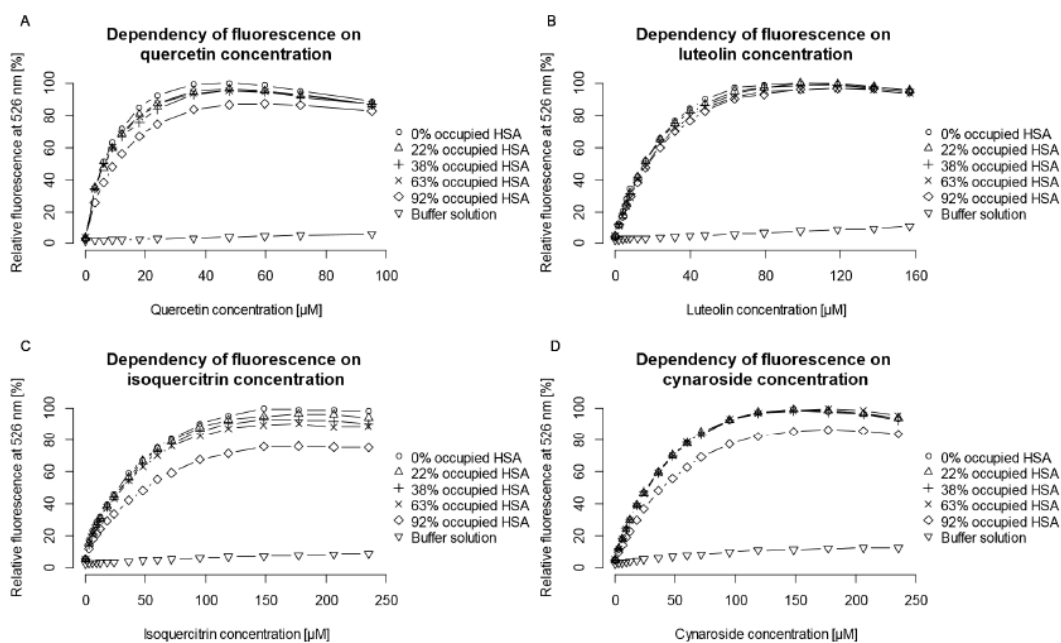 A
Dependency of fluorescence on
quercetin concentration
Relative fluorescence at 526 nm [%]
100
80
60
40
20
0
0 20 40 60 80 100
Quercetin concentration [µM]
0% occupied HSA
22% occupied HSA
38% occupied HSA
63% occupied HSA
92% occupied HSA
Buffer solution
B
Dependency of fluorescence on
luteolin concentration
Relative fluorescence at 526 nm [%]
100
80
60
40
20
0
0 40 80 120 160
Luteolin concentration [µM]
0% occupied HSA
22% occupied HSA
38% occupied HSA
63% occupied HSA
92% occupied HSA
Buffer solution
C
Dependency of fluorescence on
isoquercitrin concentration
Relative fluorescence at 526 nm [%]
100
80
60
40
20
0
0 50 100 150 200 250
Isoquercitrin concentration [µM]
0% occupied HSA
22% occupied HSA
38% occupied HSA
63% occupied HSA
92% occupied HSA
Buffer solution
D
Dependency of fluorescence on
cynaroside concentration
Relative fluorescence at 526 nm [%]
100
80
60
40
20
0
0 50 100 150 200 250
Cynaroside concentration [µM]
0% occupied HSA
22% occupied HSA
38% occupied HSA
63% occupied HSA
92% occupied HSA
Buffer solution